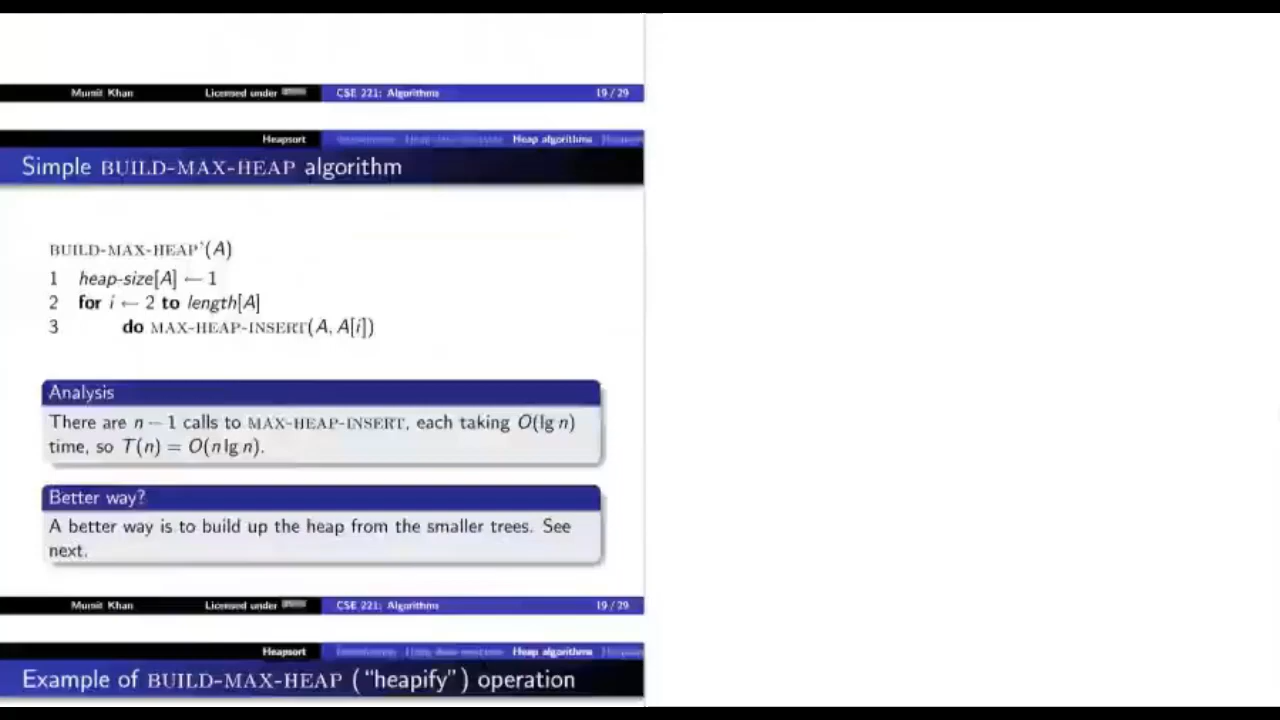 Mumit Khan Licensed under CSE 221: Algorithms 19 / 29
Heapsort Heap algorithms
Simple BUILD-MAX-HEAP algorithm
BUILD-MAX-HEAP`(A)
1 heap-size[A] ← 1
2 for i ← 2 to length[A]
3 do MAX-HEAP-INSERT(A, A[i])
Analysis
There are n − 1 calls to MAX-HEAP-INSERT, each taking O(lg n)
time, so T(n) = O(n lg n).
Better way?
A better way is to build up the heap from the smaller trees. See
next.
Mumit Khan Licensed under CSE 221: Algorithms 19 / 29
Heapsort Heap algorithms
Example of BUILD-MAX-HEAP ("heapify") operation